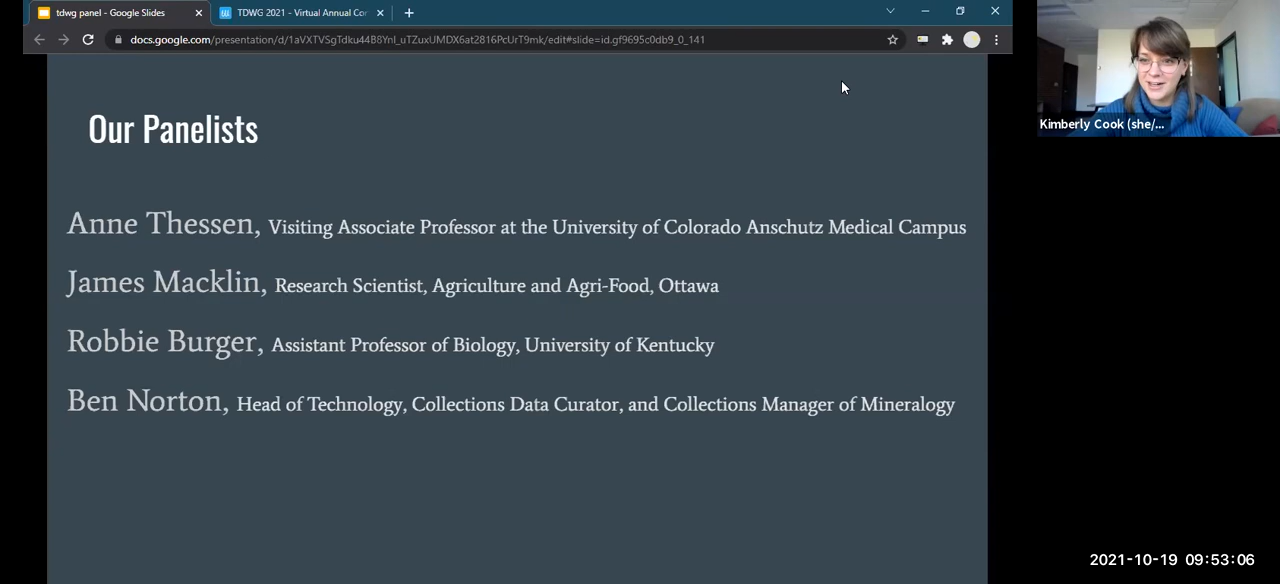 tdwg panel - Google Slides
TDWG 2021 - Virtual Annual Cor
docs.google.com/presentation/d/1aVXTVSgTdku44B8YnI_uTZuxUMDX6at2816PcUrT9mk/edit#slide=id.gf9695c0db9_0_141
Kimberly Cook (she/...
Our Panelists
Anne Thessen, Visiting Associate Professor at the University of Colorado Anschutz Medical Campus
James Macklin, Research Scientist, Agriculture and Agri-Food, Ottawa
Robbie Burger, Assistant Professor of Biology, University of Kentucky
Ben Norton, Head of Technology, Collections Data Curator, and Collections Manager of Mineralogy
2021-10-19 09:53:06